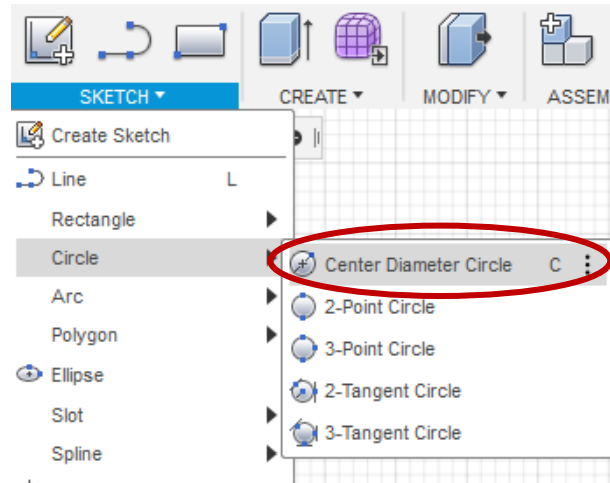 SKETCH CREATE MODIFY ASSEM
Create Sketch
Line L
Rectangle
Circle
Center Diameter Circle C
Arc
2-Point Circle
Polygon
3-Point Circle
Ellipse
2-Tangent Circle
Slot
3-Tangent Circle
Spline